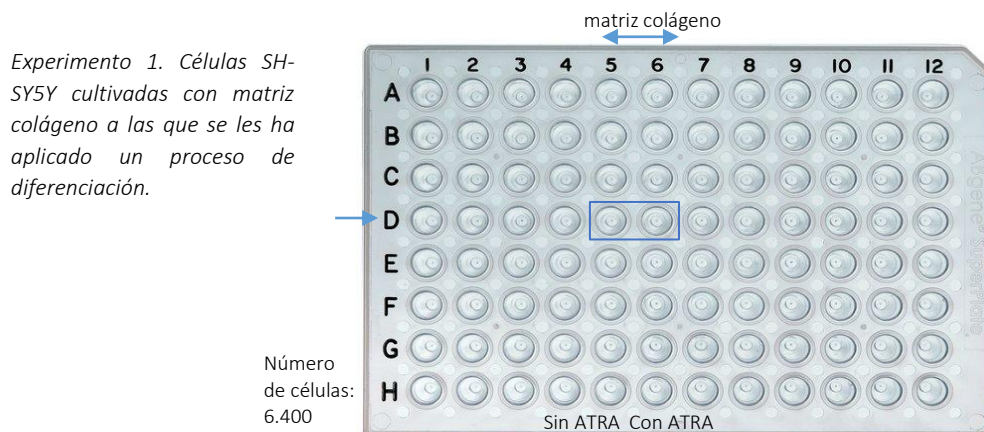 matriz colágeno
Experimento 1. Células SH-
SY5Y cultivadas con matriz
colágeno a las que se les ha
aplicado un proceso de
diferenciación.
1 2 3 4 5 6 7 8 9 10 11 12
A
B
C
D
E
F
G
H
Abgene® SuperPlate®
Número
de células:
6.400
Sin ATRA Con ATRA